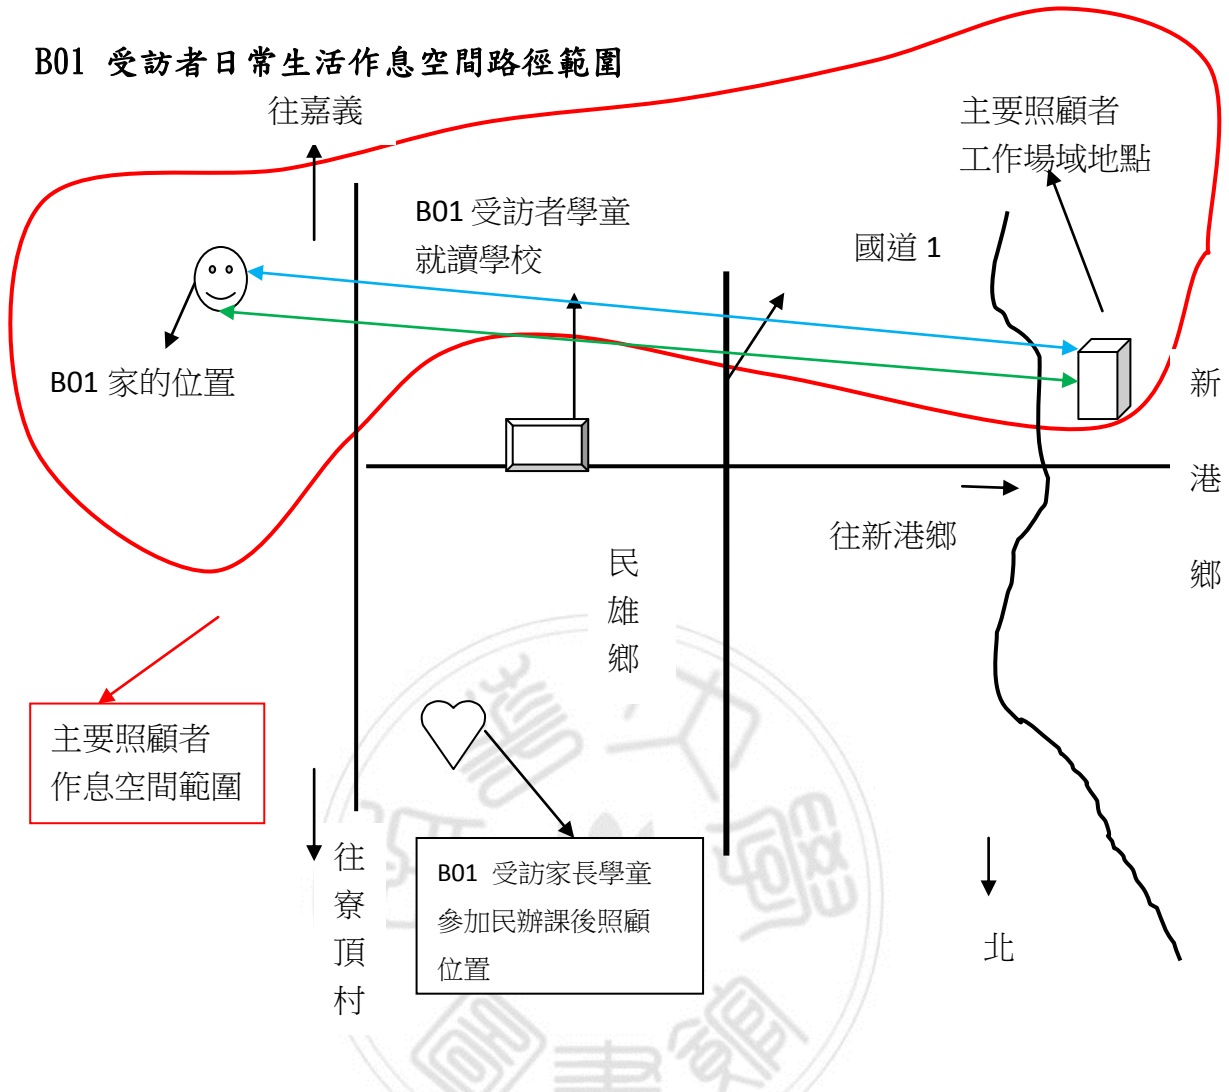 B01 受訪者日常生活作息空間路徑範圍
往嘉義
主要照顧者
工作場域地點
B01 受訪者學童
就讀學校
國道 1
B01 家的位置
新
港
鄉
往新港鄉
民
雄
鄉
主要照顧者
作息空間範圍
往
寮
頂
村
B01 受訪家長學童
參加民辦課後照顧
位置
北